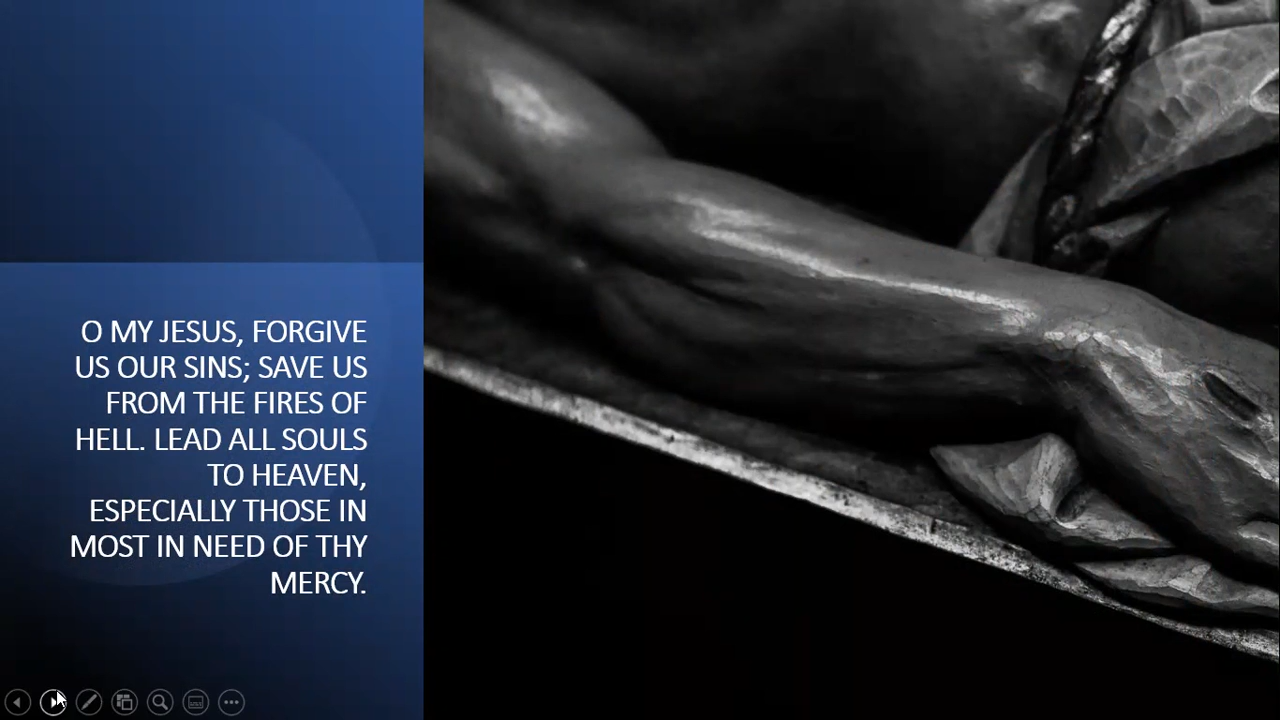 O MY JESUS, FORGIVE
US OUR SINS; SAVE US
FROM THE FIRES OF
HELL. LEAD ALL SOULS
TO HEAVEN,
ESPECIALLY THOSE IN
MOST IN NEED OF THY
MERCY.